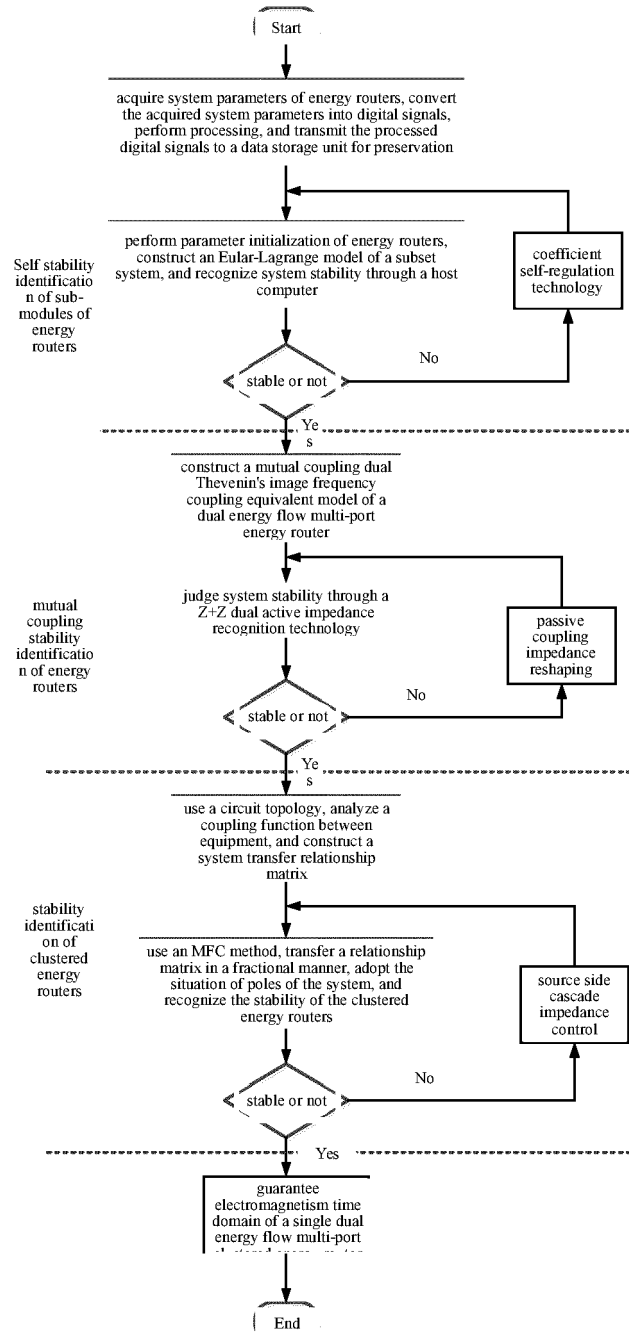 Start
acquire system parameters of energy routers, convert
the acquired system parameters into digital signals,
perform processing, and transmit the processed
digital signals to a data storage unit for preservation
Self stability
identificatio
n of sub-
modules of
energy
routers
perform parameter initialization of energy routers,
construct an Eular-Lagrange model of a subset
system, and recognize system stability through a host
computer
coefficient
self-regulation
technology
stable or not
No
Ye
s
construct a mutual coupling dual
Thevenin's image frequency
coupling equivalent model of a
dual energy flow multi-port
energy router
mutual
coupling
stability
identificatio
n of energy
routers
judge system stability through a
Z+Z dual active impedance
recognition technology
passive
coupling
impedance
reshaping
stable or not
No
Ye
s
use a circuit topology, analyze a
coupling function between
equipment, and construct a
system transfer relationship
matrix
stability
identificati
on of
clustered
energy
routers
use an MFC method, transfer a relationship
matrix in a fractional manner, adopt the
situation of poles of the system, and
recognize the stability of the clustered
energy routers
source side
cascade
impedance
control
stable or not
No
Yes
guarantee
electromagnetism time
domain of a single dual
energy flow multi-port
End